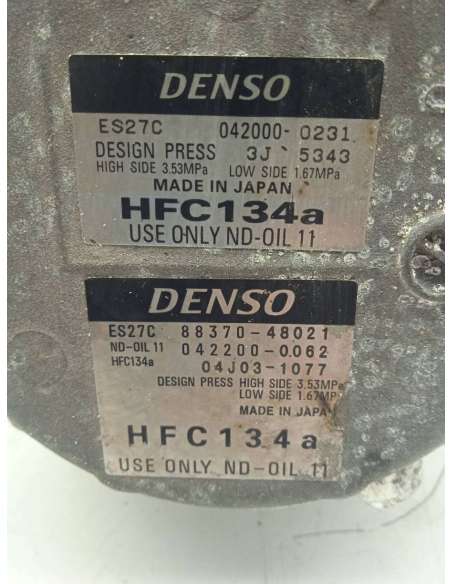 DENSO
ES27C 042000-0231
DESIGN PRESS 3J 5343
HIGH SIDE 3.53MPa LOW SIDE 1.67MPa
MADE IN JAPAN
HFC134a
USE ONLY ND-OIL 11
DENSO
ES27C 88370-48021
ND-OIL 11 042200-0062
HFC134a 04J03-1077
DESIGN PRESS HIGH SIDE 3.53MPa
LOW SIDE 1.67MPa
MADE IN JAPAN
HFC134a
USE ONLY ND-OIL 11